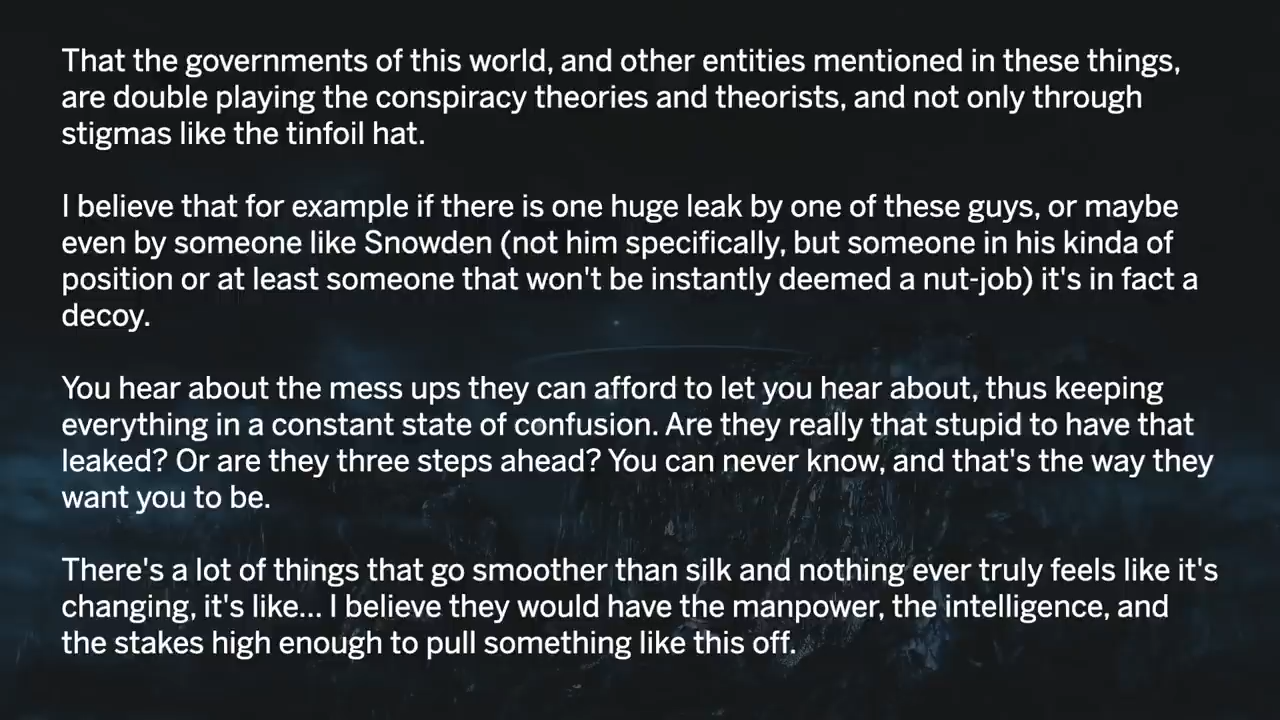 That the governments of this world, and other entities mentioned in these things,
are double playing the conspiracy theories and theorists, and not only through
stigmas like the tinfoil hat.
I believe that for example if there is one huge leak by one of these guys, or maybe
even by someone like Snowden (not him specifically, but someone in his kinda of
position or at least someone that won't be instantly deemed a nut-job) it's in fact a
decoy.
You hear about the mess ups they can afford to let you hear about, thus keeping
everything in a constant state of confusion. Are they really that stupid to have that
leaked? Or are they three steps ahead? You can never know, and that's the way they
want you to be.
There's a lot of things that go smoother than silk and nothing ever truly feels like it's
changing, it's like... I believe they would have the manpower, the intelligence, and
the stakes high enough to pull something like this off.